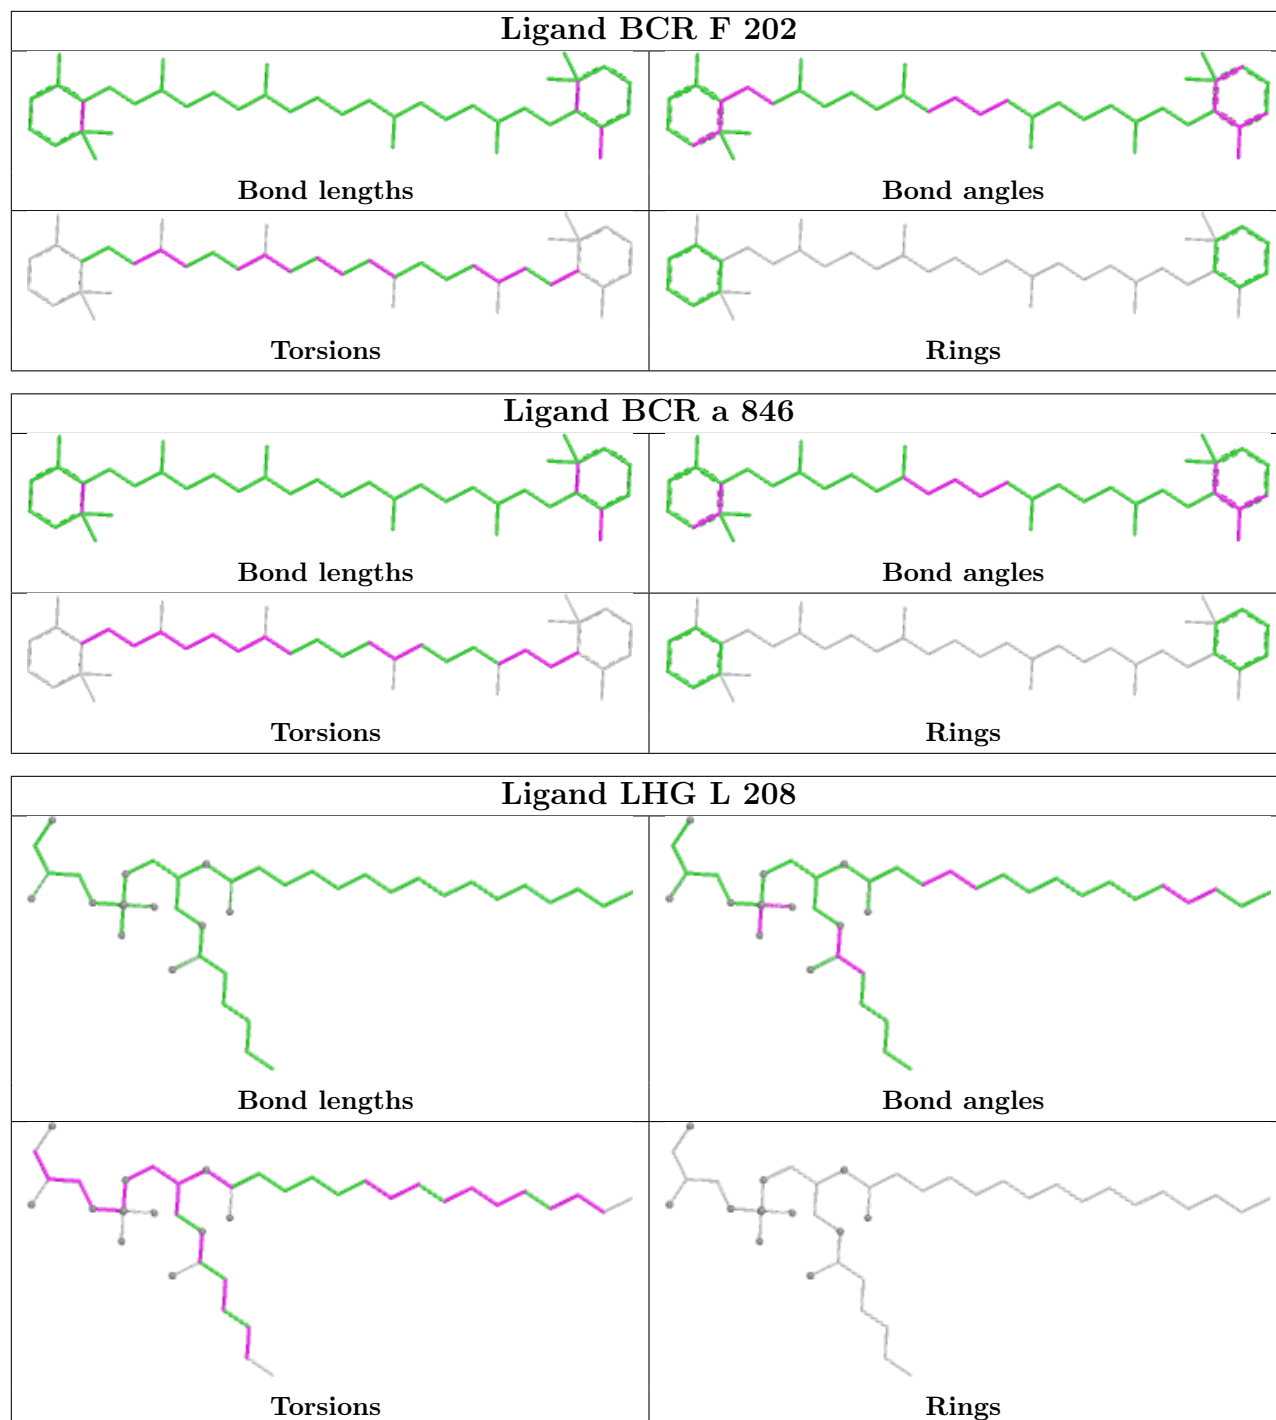 Ligand BCR F 202
Bond lengths
Bond angles
Torsions
Rings
Ligand BCR a 846
Bond lengths
Bond angles
Torsions
Rings
Ligand LHG L 208
Bond lengths
Bond angles
Torsions
Rings